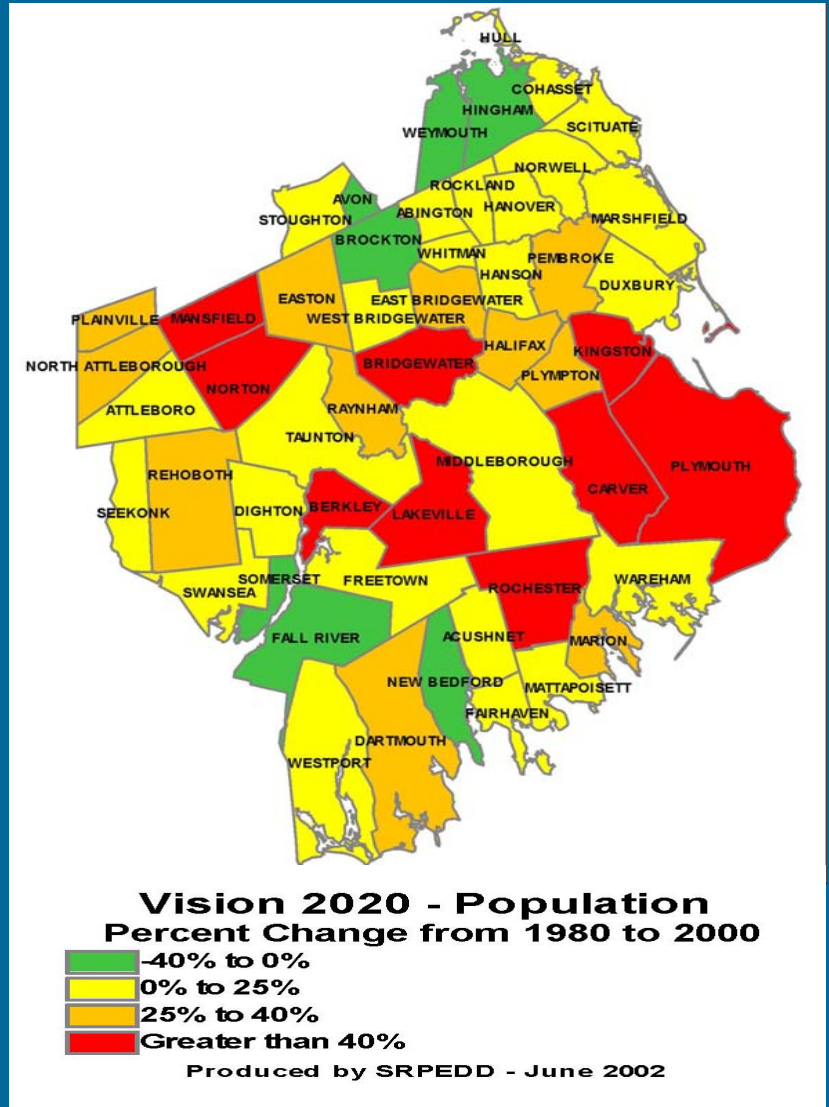 HULL
COHASSET
HINGHAM
WEYMOUTH
SCITUATE
NORWELL
ROCKLAND
AVON
ABINGTON
HANOVER
STOUGHTON
MARSHFIELD
BROCKTON
WHITMAN
PEMBROKE
HANSON
DUXBURY
EASTON
EAST BRIDGEWATER
PLAINVILLE
MANSFIELD
WEST BRIDGEWATER
HALIFAX
KINGSTON
NORTH ATTLEBOROUGH
BRIDGEWATER
PLYMPTON
NORTON
ATTLEBORO
RAYNHAM
TAUNTON
MIDDLEBOROUGH
PLYMOUTH
REHOBOTH
CARVER
SEEKONK
DIGHTON
BERKLEY
LAKEVILLE
SOMERSET
FREETOWN
WAREHAM
SWANSEA
ROCHESTER
FALL RIVER
ACUSHNET
MARION
NEW BEDFORD
MATTAPOISETT
FAIRHAVEN
DARTMOUTH
WESTPORT
Vision 2020 - Population
Percent Change from 1980 to 2000
-40% to 0%
0% to 25%
25% to 40%
Greater than 40%
Produced by SRPEDD - June 2002